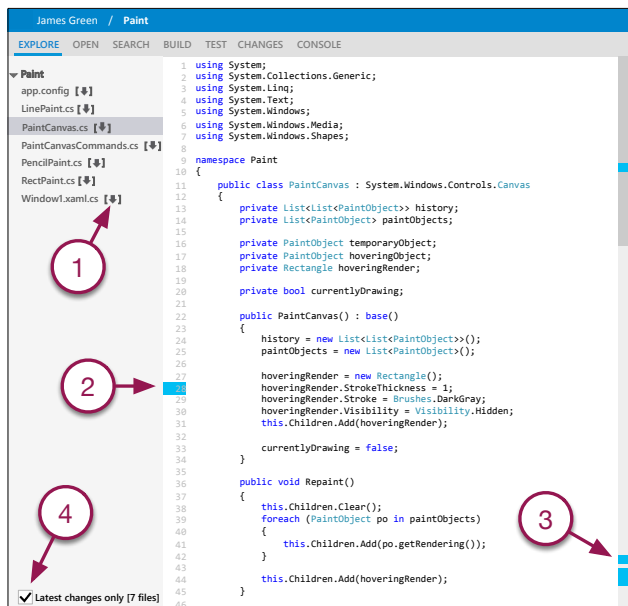 James Green / Paint
EXPLORE OPEN SEARCH BUILD TEST CHANGES CONSOLE
Paint
app.config [⬇]
LinePaint.cs [⬇]
PaintCanvas.cs [⬇]
PaintCanvasCommands.cs [⬇]
PencilPaint.cs [⬇]
RectPaint.cs [⬇]
Window1.xaml.cs [⬇]
1
2
4
Latest changes only [7 files]
1 using System;
2 using System.Collections.Generic;
3 using System.Linq;
4 using System.Text;
5 using System.Windows;
6 using System.Windows.Media;
7 using System.Windows.Shapes;
8
9 namespace Paint
10 {
11 public class PaintCanvas : System.Windows.Controls.Canvas
12 {
13 private List<List<PaintObject>> history;
14 private List<PaintObject> paintObjects;
15
16 private PaintObject temporaryObject;
17 private PaintObject hoveringObject;
18 private Rectangle hoveringRender;
19
20 private bool currentlyDrawing;
21
22 public PaintCanvas() : base()
23 {
24 history = new List<List<PaintObject>>();
25 paintObjects = new List<PaintObject>();
26
27 hoveringRender = new Rectangle();
28 hoveringRender.StrokeThickness = 1;
29 hoveringRender.Stroke = Brushes.DarkGray;
30 hoveringRender.Visibility = Visibility.Hidden;
31 this.Children.Add(hoveringRender);
32
33 currentlyDrawing = false;
34 }
35
36 public void Repaint()
37 {
38 this.Children.Clear();
39 foreach (PaintObject po in paintObjects)
40 {
41 this.Children.Add(po.getRendering());
42 }
43
44 this.Children.Add(hoveringRender);
45 }
46
3